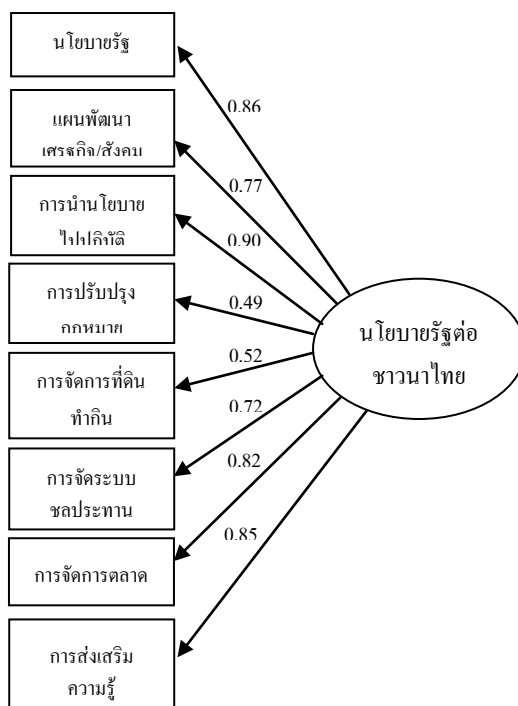 นโยบายรัฐ
0.86
แผนพัฒนา
เศรฐกิจ/สังคม
0.77
การนำนโยบาย
ไปปฏิบัติ
0.90
การปรับปรุง
กฎหมาย
0.49
นโยบายรัฐต่อ
ชาวนาไทย
การจัดการที่ดิน
ทำกิน
0.52
การจัดระบบ
ชลประทาน
0.72
การจัดการตลาด
0.82
การส่งเสริม
ความรู้
0.85